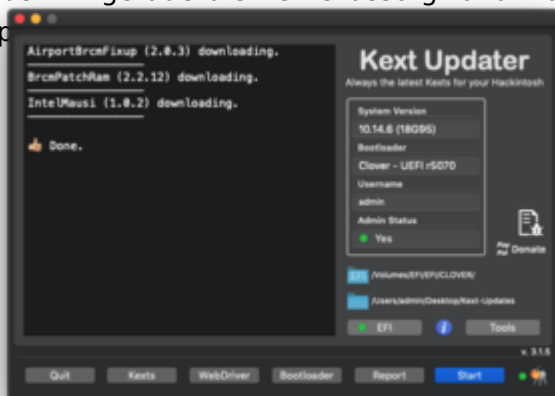 AirportBrcmFixup (2.0.3) downloading.
BrcmPatchRam (2.2.12) downloading.
IntelMausi (1.0.2) downloading.
Done.
Kext Updater
Always the latest Kexts for your Hackintosh
System Version
10.14.6 (18G95)
Bootloader
Clover - UEFI r5070
Username
admin
Admin Status
Yes
Pay Pal Donate
EFI /Volumes/EFI/EFI/CLOVER/
/Users/admin/Desktop/Kext-Updates
EFI
Tools
v. 3.1.5
Quit
Kexts
WebDriver
Bootloader
Report
Start